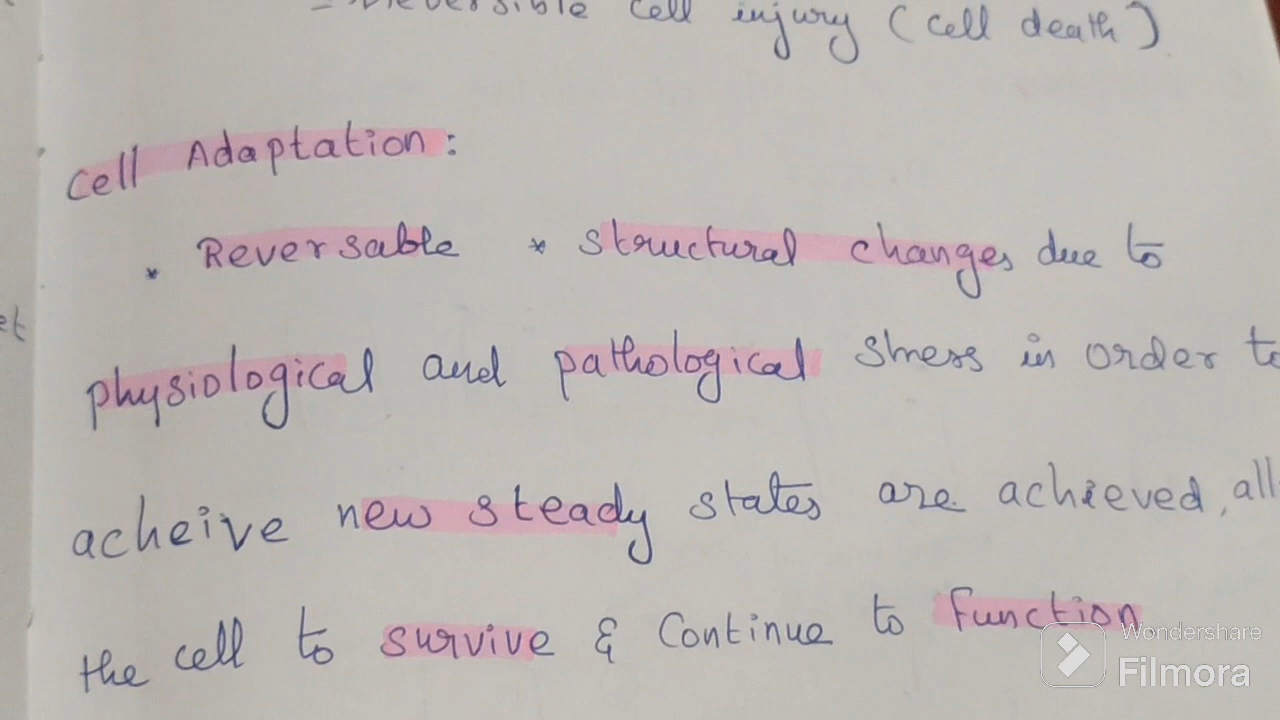 cell injury (cell death)
Cell Adaptation:
* Reversable * structural changes due to
physiological and pathological stress in order to
acheive new steady states are achieved, all
the cell to survive & Continue to function
Wondershare
Filmora